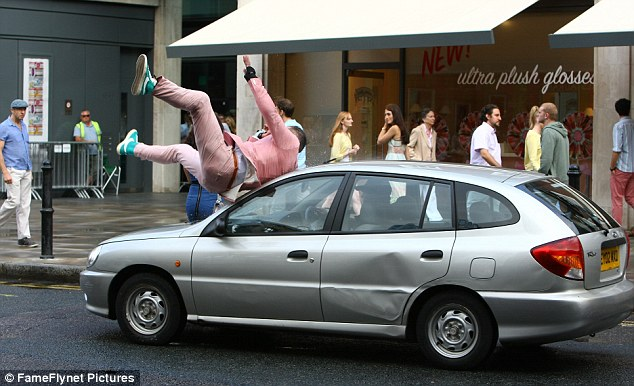 NEW!
ultra plush glosses
© FameFlynet Pictures